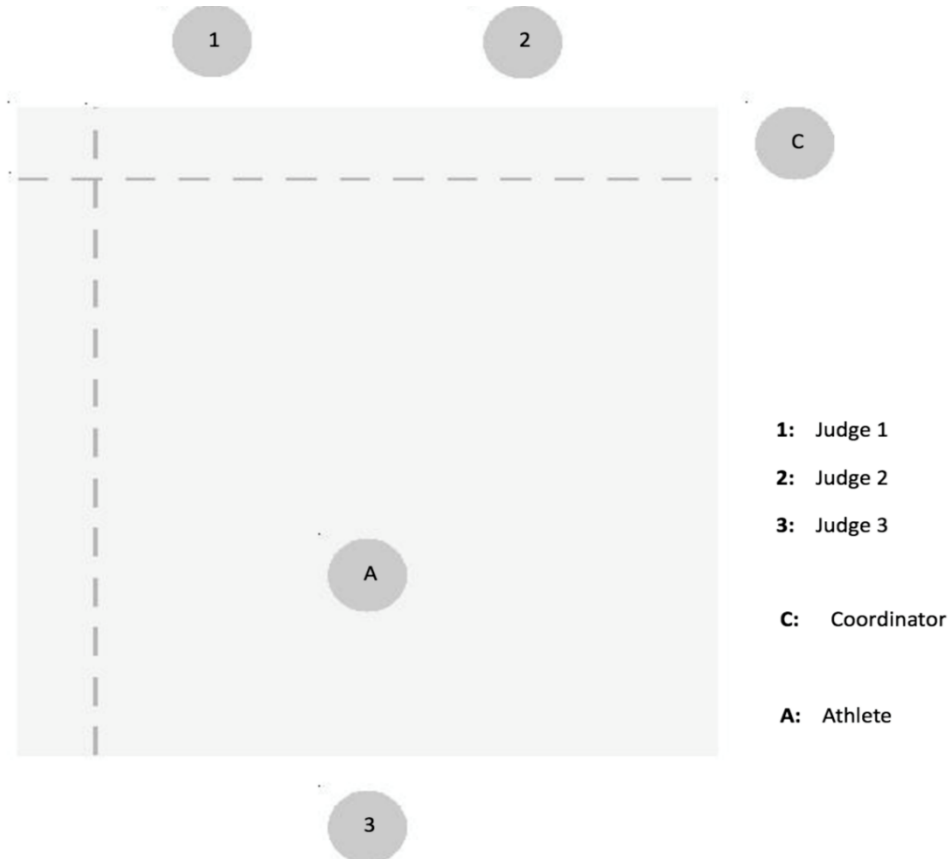 1
2
C
1: Judge 1
2: Judge 2
3: Judge 3
A
C: Coordinator
A: Athlete
3